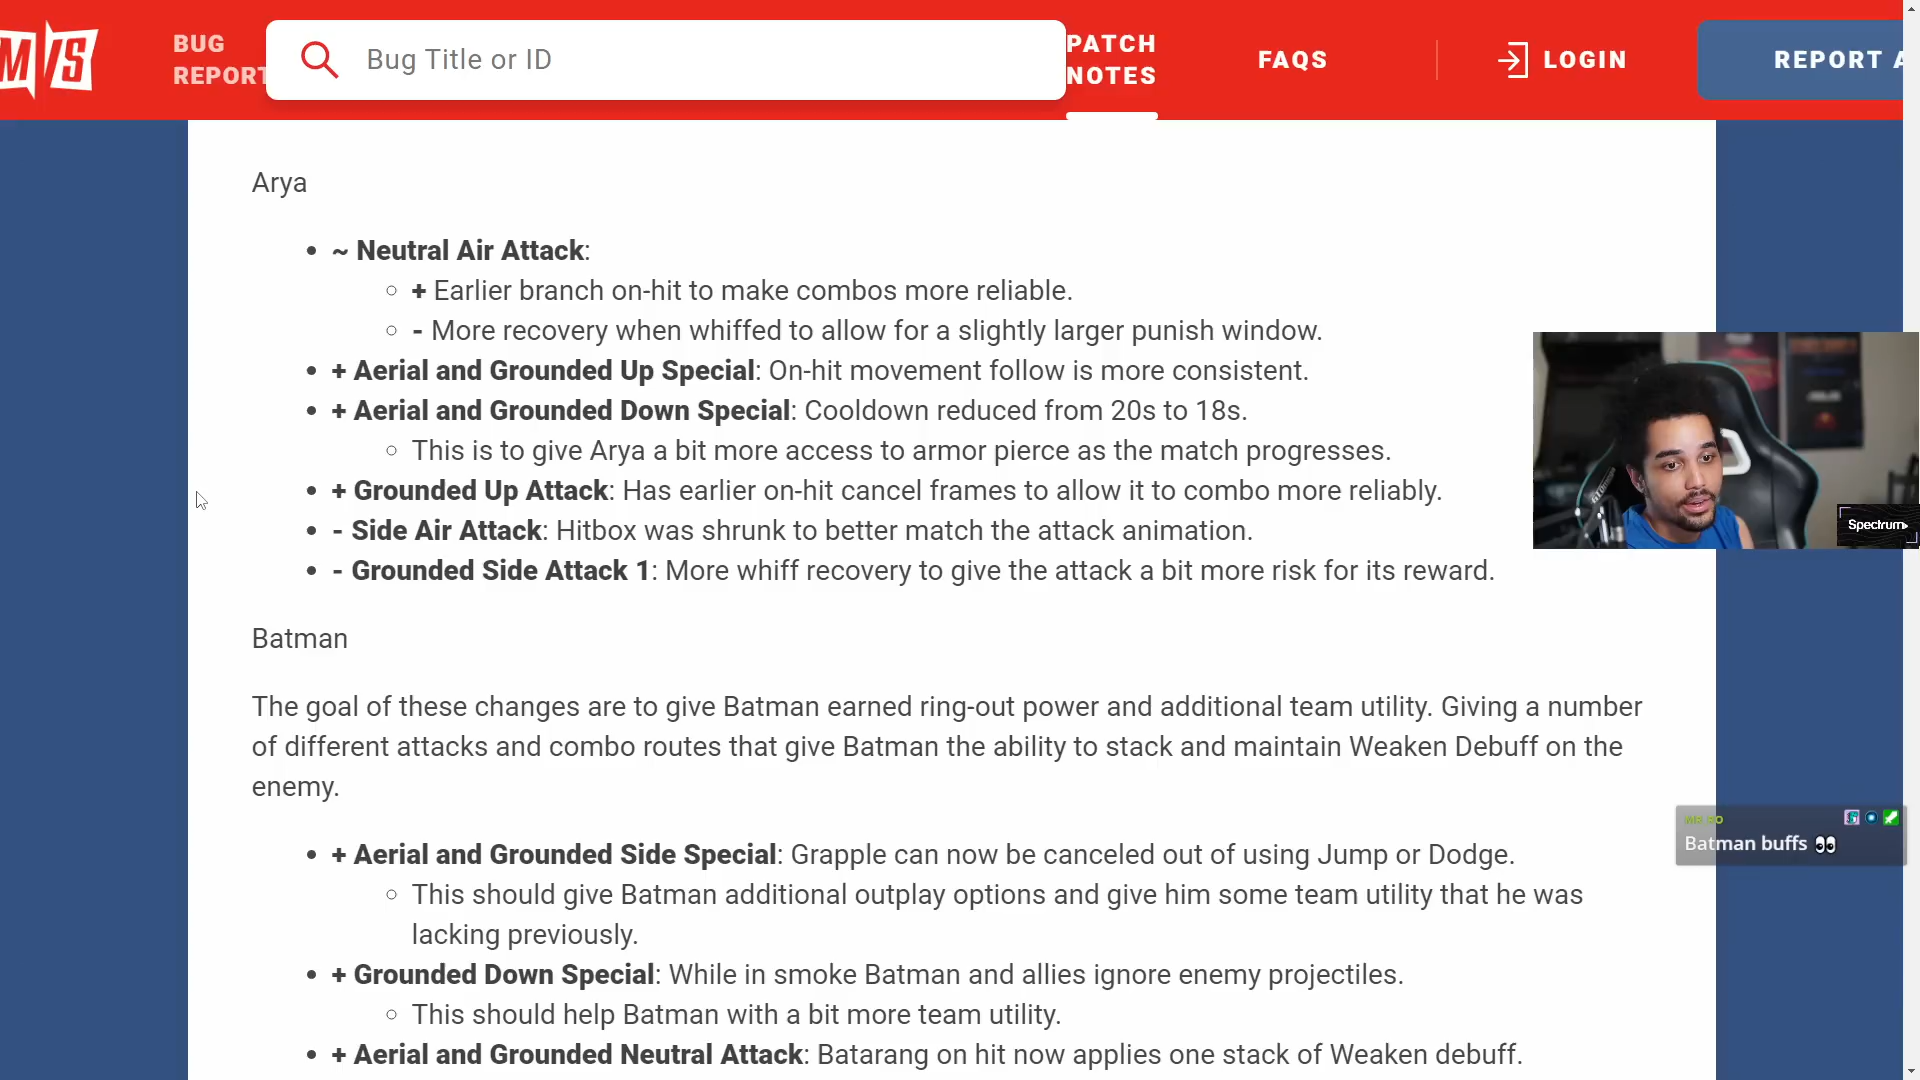 M/S
BUG
REPORT
Bug Title or ID
PATCH
NOTES
FAQS
LOGIN
REPORT A
Arya
~ Neutral Air Attack:
+ Earlier branch on-hit to make combos more reliable.
- More recovery when whiffed to allow for a slightly larger punish window.
+ Aerial and Grounded Up Special: On-hit movement follow is more consistent.
+ Aerial and Grounded Down Special: Cooldown reduced from 20s to 18s.
This is to give Arya a bit more access to armor pierce as the match progresses.
+ Grounded Up Attack: Has earlier on-hit cancel frames to allow it to combo more reliably.
- Side Air Attack: Hitbox was shrunk to better match the attack animation.
- Grounded Side Attack 1: More whiff recovery to give the attack a bit more risk for its reward.
Spectrum
Batman
The goal of these changes are to give Batman earned ring-out power and additional team utility. Giving a number
of different attacks and combo routes that give Batman the ability to stack and maintain Weaken Debuff on the
enemy.
Batman buffs 👀
+ Aerial and Grounded Side Special: Grapple can now be canceled out of using Jump or Dodge.
This should give Batman additional outplay options and give him some team utility that he was
lacking previously.
+ Grounded Down Special: While in smoke Batman and allies ignore enemy projectiles.
This should help Batman with a bit more team utility.
+ Aerial and Grounded Neutral Attack: Batarang on hit now applies one stack of Weaken debuff.